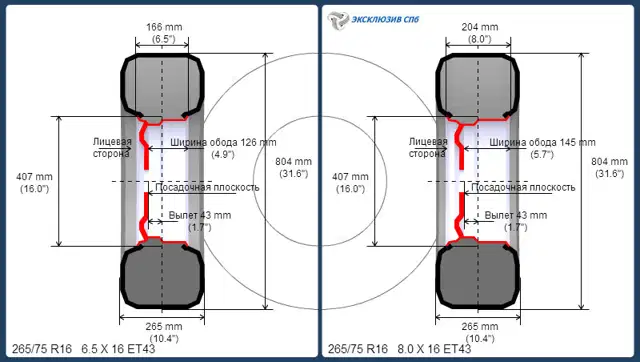 166 mm
(6.5")
Лицевая
сторона
Ширина обода 126 mm
(4.9")
407 mm
(16.0")
804 mm
(31.6")
Посадочная плоскость
Вылет 43 mm
(1.7")
265 mm
(10.4")
265/75 R16 6.5 X 16 ET43
ЭКСКЛЮЗИВ СПб
204 mm
(8.0")
Лицевая
сторона
Ширина обода 145 mm
(5.7")
407 mm
(16.0")
804 mm
(31.6")
Посадочная плоскость
Вылет 43 mm
(1.7")
265 mm
(10.4")
265/75 R16 8.0 X 16 ET43